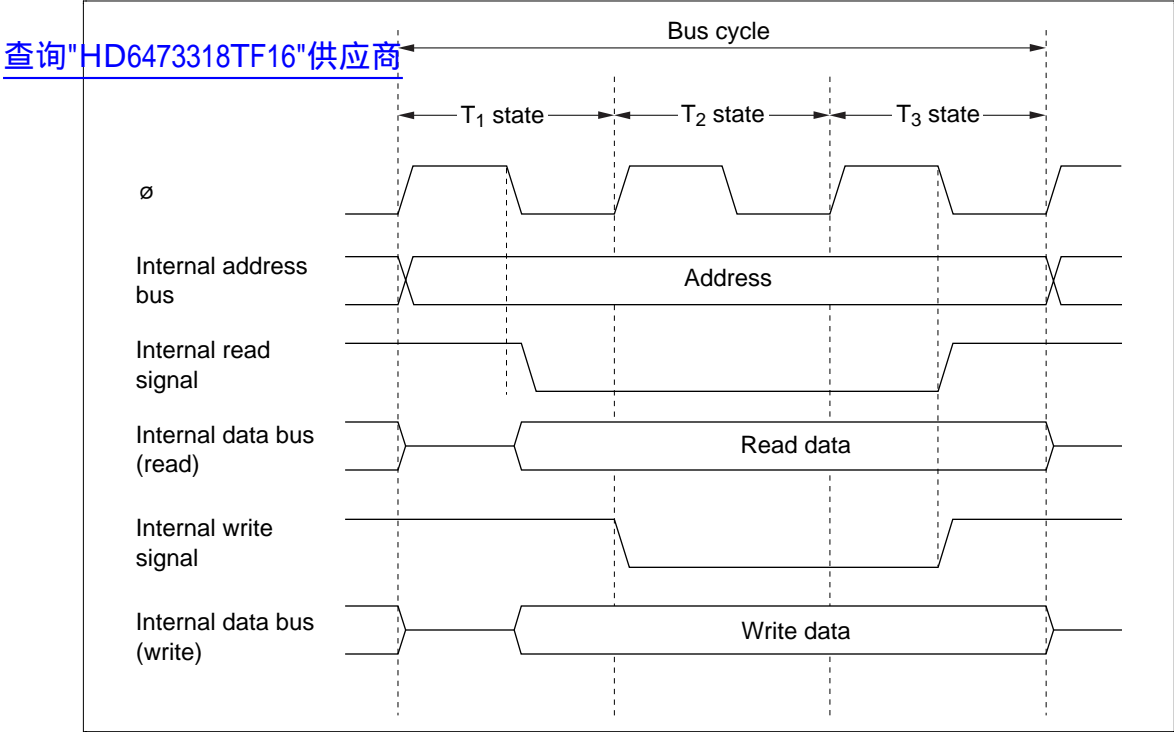 Bus cycle
查询"HD6473318TF16"供应商
T1 state
T2 state
T3 state
ø
Internal address
bus
Address
Internal read
signal
Internal data bus
(read)
Read data
Internal write
signal
Internal data bus
(write)
Write data